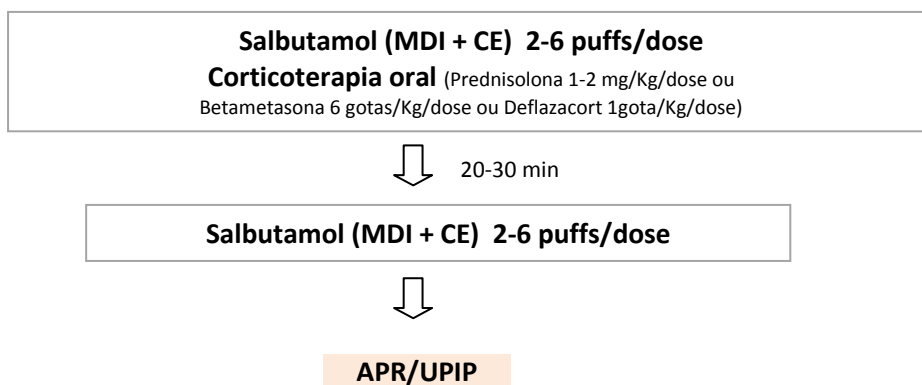 Salbutamol (MDI + CE) 2-6 puffs/dose
Corticoterapia oral (Prednisolona 1-2 mg/Kg/dose ou
Betametasona 6 gotas/Kg/dose ou Deflazacort 1gota/Kg/dose)
20-30 min
Salbutamol (MDI + CE) 2-6 puffs/dose
APR/UPIP